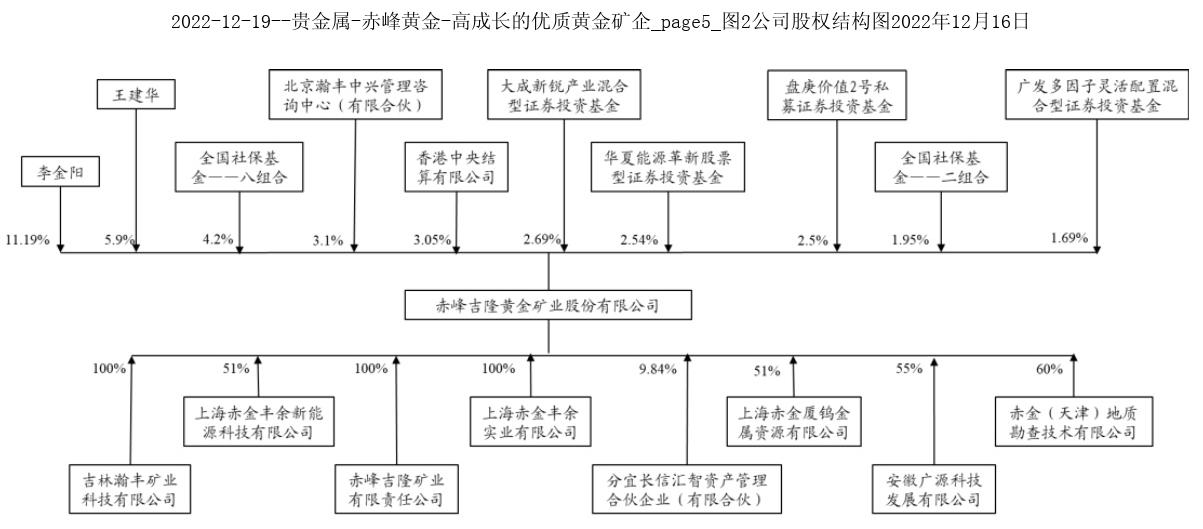 2022-12-19--贵金属-赤峰黄金-高成长的优质黄金矿企_page5_图2公司股权结构图2022年12月16日
王建华
北京瀚丰中兴管理咨
询中心（有限合伙）
大成新锐产业混合
型证券投资基金
盘庚价值2号私
募证券投资基金
广发多因子灵活配置混
合型证券投资基金
李金阳
全国社保基
金一一八组合
香港中央结
算有限公司
华夏能源革新股票
型证券投资基金
全国社保基
金一一二组合
11.19%
5.9%
4.2%
3.1%
3.05%
2.69%
2.54%
2.5%
1.95%
1.69%
赤峰吉隆黄金矿业股份有限公司
100%
51%
100%
100%
9.84%
51%
55%
60%
上海赤金丰余新能
源科技有限公司
上海赤金丰余
实业有限公司
上海赤金厦钨金
属资源有限公司
赤金（天津）地质
勘查技术有限公司
吉林瀚丰矿业
科技有限公司
赤峰吉隆矿业
有限责任公司
分宜长信汇智资产管理
合伙企业（有限合伙）
安徽广源科技
发展有限公司